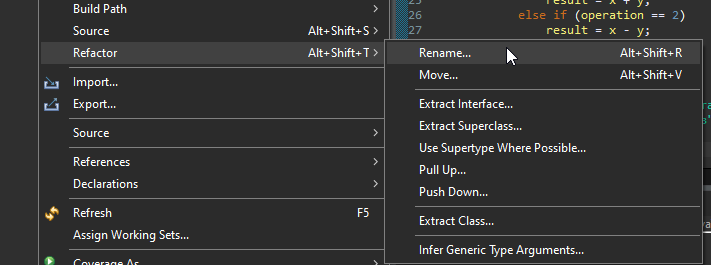 Build Path
Source Alt+Shift+S
Refactor Alt+Shift+T
Import...
Export...
Source
References
Declarations
Refresh F5
Assign Working Sets...
Coverage As
Rename... Alt+Shift+R
Move... Alt+Shift+V
Extract Interface...
Extract Superclass...
Use Supertype Where Possible...
Pull Up...
Push Down...
Extract Class...
Infer Generic Type Arguments...
25 result = x + y;
26 else if (operation == 2)
27 result = x - y;